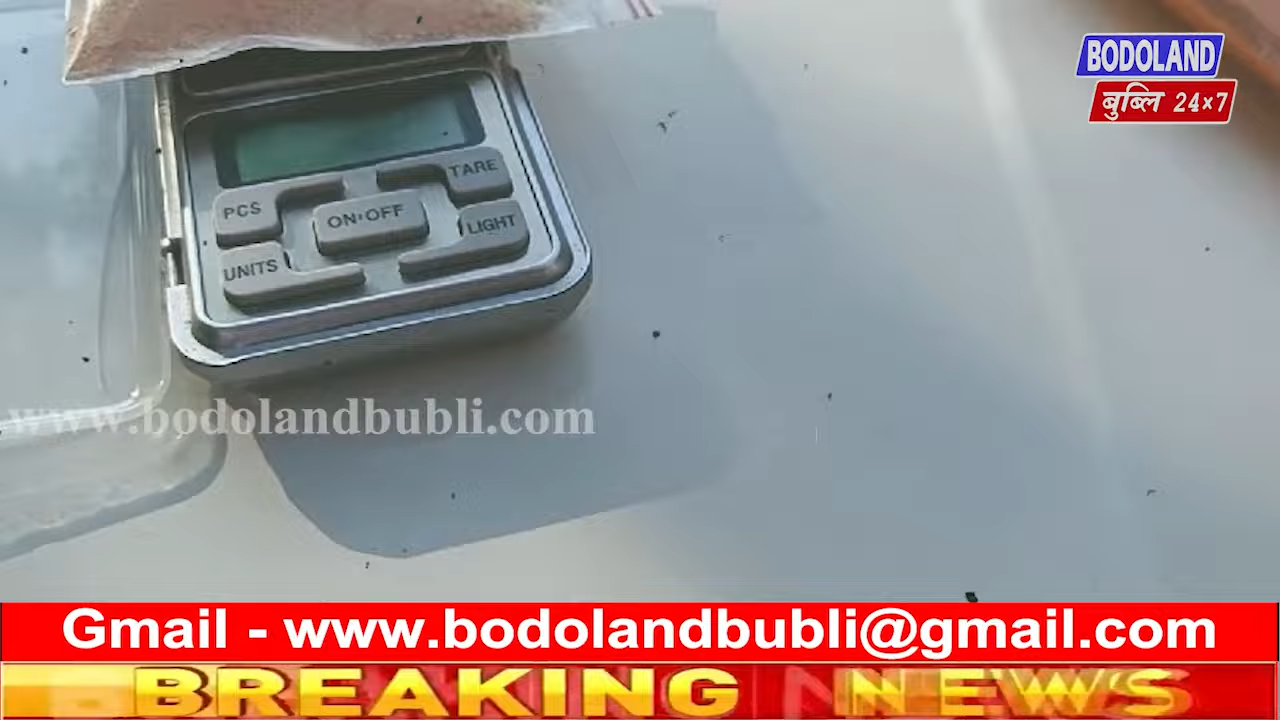 BODOLAND
बुब्लि 24×7
TARE
PCS
ON·OFF
LIGHT
UNITS
www.bodolandbubli.com
Gmail - www.bodolandbubli@gmail.com
BREAKING NEWS